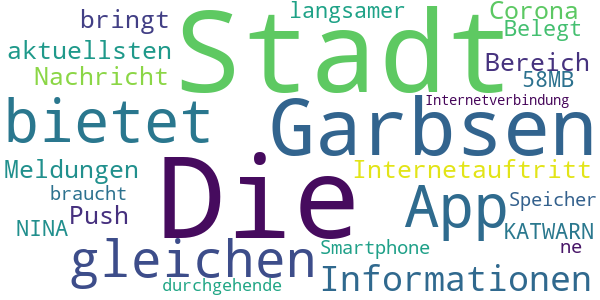 bringt
langsamer
Stadt
Corona
Belegt
aktuellsten
Bereich
Nachricht
58MB
bietet
Garbsen
Internetverbindung
Meldungen
Die
Internetauftritt
braucht
App
Speicher
Push
NINA
KATWARN
gleichen
Smartphone
ne
durchgehende
Informationen